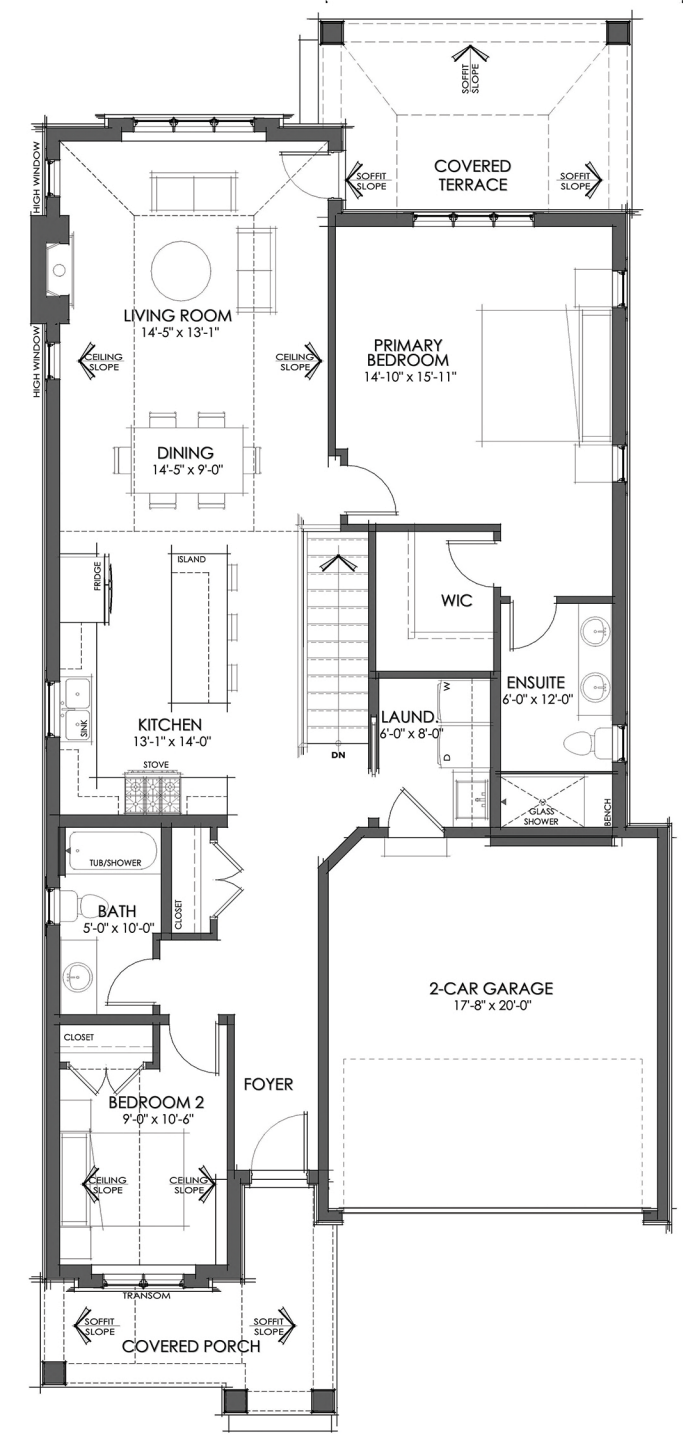 SOFFIT
SLOPE
COVERED
TERRACE
SOFFIT
SLOPE
SOFFIT
SLOPE
HIGH WINDOW
LIVING ROOM
14'-5" x 13'-1"
HIGH WINDOW
CEILING
SLOPE
CEILING
SLOPE
PRIMARY
BEDROOM
14'-10" x 15'-11"
DINING
14'-5" x 9'-0"
FRIDGE
ISLAND
WIC
ENSUITE
6'-0" x 12'-0"
W
LAUND.
6'-0" x 8'-0"
D
SINK
KITCHEN
13'-1" x 14'-0"
DN
STOVE
GLASS
SHOWER
BENCH
TUB/SHOWER
CLOSET
BATH
5'-0" x 10'-0"
2-CAR GARAGE
17'-8" x 20'-0"
CLOSET
FOYER
BEDROOM 2
9'-0" x 10'-6"
CEILING
SLOPE
CEILING
SLOPE
TRANSOM
SOFFIT
SLOPE
SOFFIT
SLOPE
COVERED PORCH